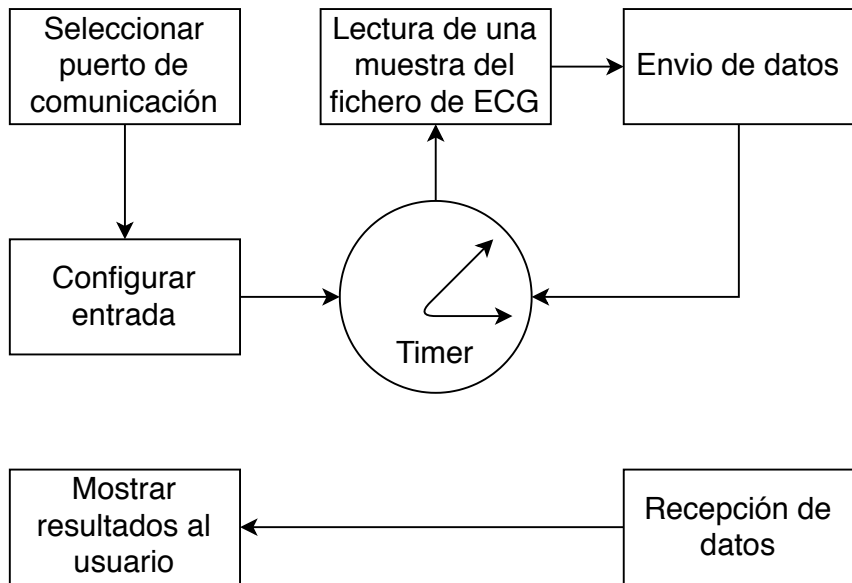 Seleccionar
puerto de
comunicación
Lectura de una
muestra del
fichero de ECG
Envio de datos
Configurar
entrada
Timer
Mostrar
resultados al
usuario
Recepción de
datos